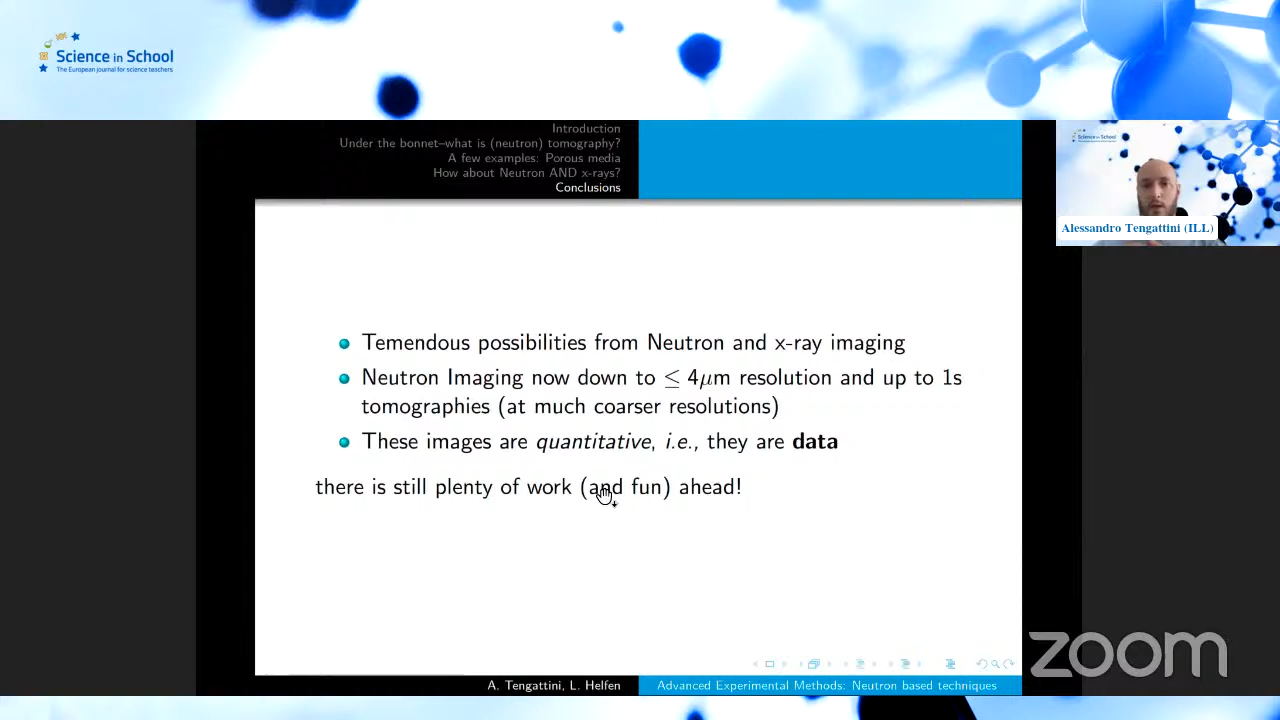 Science in School
The European journal for science teachers
Introduction
Under the bonnet–what is (neutron) tomography?
A few examples: Porous media
How about Neutron AND x-rays?
Conclusions
Science in School
Alessandro Tengattini (ILL)
Temendous possibilities from Neutron and x-ray imaging
Neutron Imaging now down to ≤ 4μm resolution and up to 1s
tomographies (at much coarser resolutions)
These images are quantitative, i.e., they are data
there is still plenty of work (and fun) ahead!
zoom
A. Tengattini, L. Helfen
Advanced Experimental Methods: Neutron based techniques